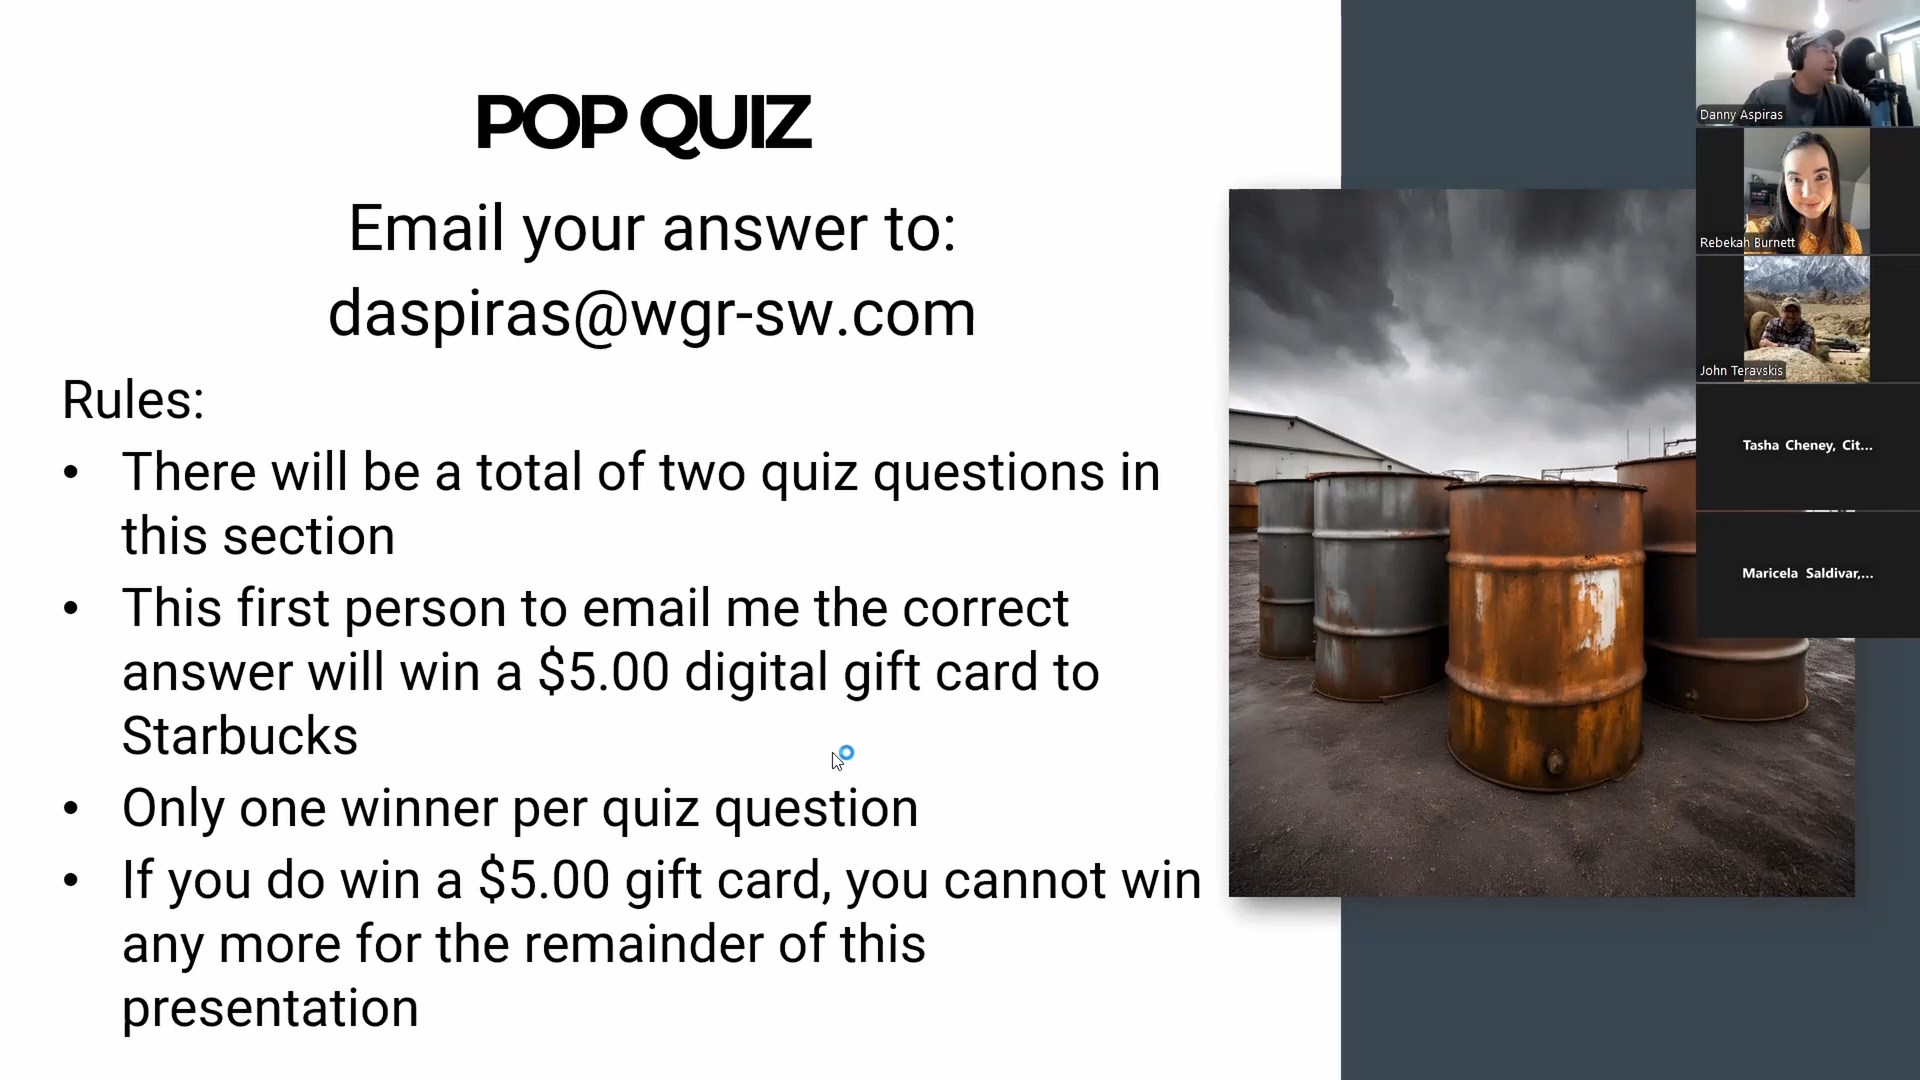 POP QUIZ
Email your answer to:
daspiras@wgr-sw.com
Rules:
• There will be a total of two quiz questions in
this section
• This first person to email me the correct
answer will win a $5.00 digital gift card to
Starbucks
• Only one winner per quiz question
• If you do win a $5.00 gift card, you cannot win
any more for the remainder of this
presentation
Danny Aspiras
Rebekah Burnett
John Teravskis
Tasha Cheney, Cit...
Maricela Saldivar,...